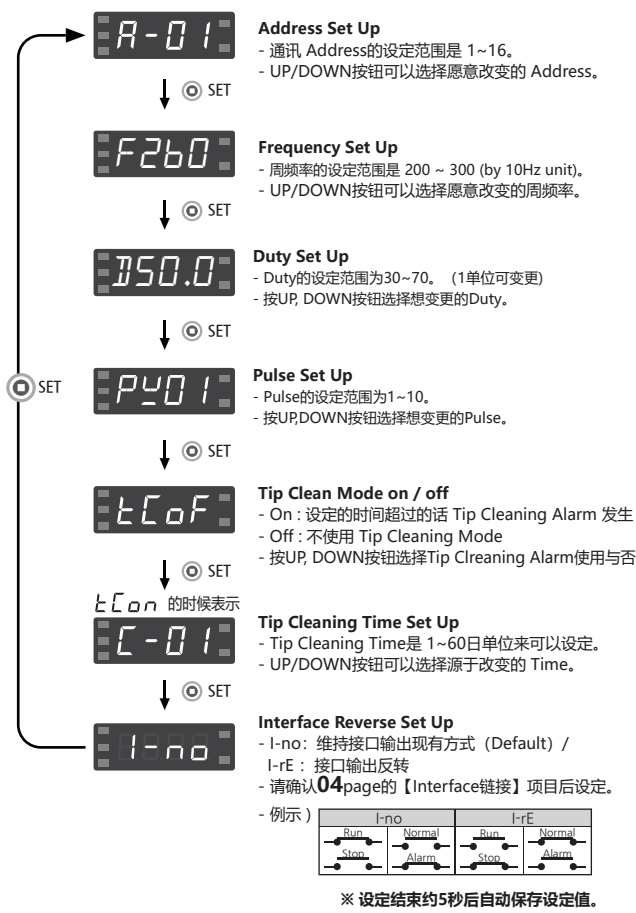 A-01
Address Set Up
- 通讯 Address的设定范围是 1~16。
- UP/DOWN按钮可以选择愿意改变的 Address。
SET
F2b0
Frequency Set Up
- 周频率的设定范围是 200 ~ 300 (by 10Hz unit)。
- UP/DOWN按钮可以选择愿意改变的周频率。
SET
D50.0
Duty Set Up
- Duty的设定范围为30~70。 (1单位可变更)
- 按UP, DOWN按钮选择想变更的Duty。
SET
SET
PY01
Pulse Set Up
- Pulse的设定范围为1~10。
- 按UP,DOWN按钮选择想变更的Pulse。
SET
tCoF
Tip Clean Mode on / off
- On : 设定的时间超过的话 Tip Cleaning Alarm 发生
- Off : 不使用 Tip Cleaning Mode
- 按UP, DOWN按钮选择Tip Clreaning Alarm使用与否
SET
tCon 的时候表示
C-01
Tip Cleaning Time Set Up
- Tip Cleaning Time是 1~60日单位来可以设定。
- UP/DOWN按钮可以选择源于改变的 Time。
SET
I-no
Interface Reverse Set Up
- I-no: 维持接口输出现有方式（Default）/
I-rE : 接口输出反转
- 请确认04page的【Interface链接】项目后设定。
- 例示 )
I-no I-rE
Run Normal Run Normal
Stop Alarm Stop Alarm
※ 设定结束约5秒后自动保存设定值。